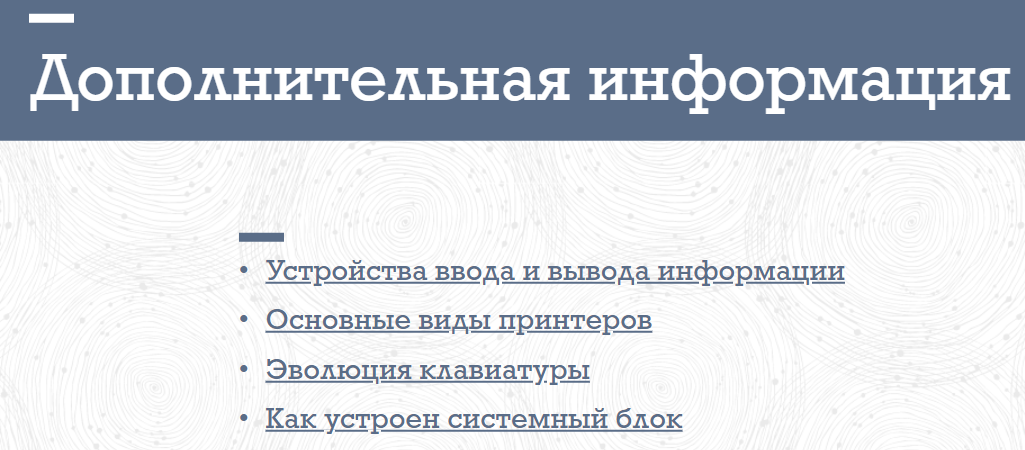 Дополнительная информация
• Устройства ввода и вывода информации
• Основные виды принтеров
• Эволюция клавиатуры
• Как устроен системный блок